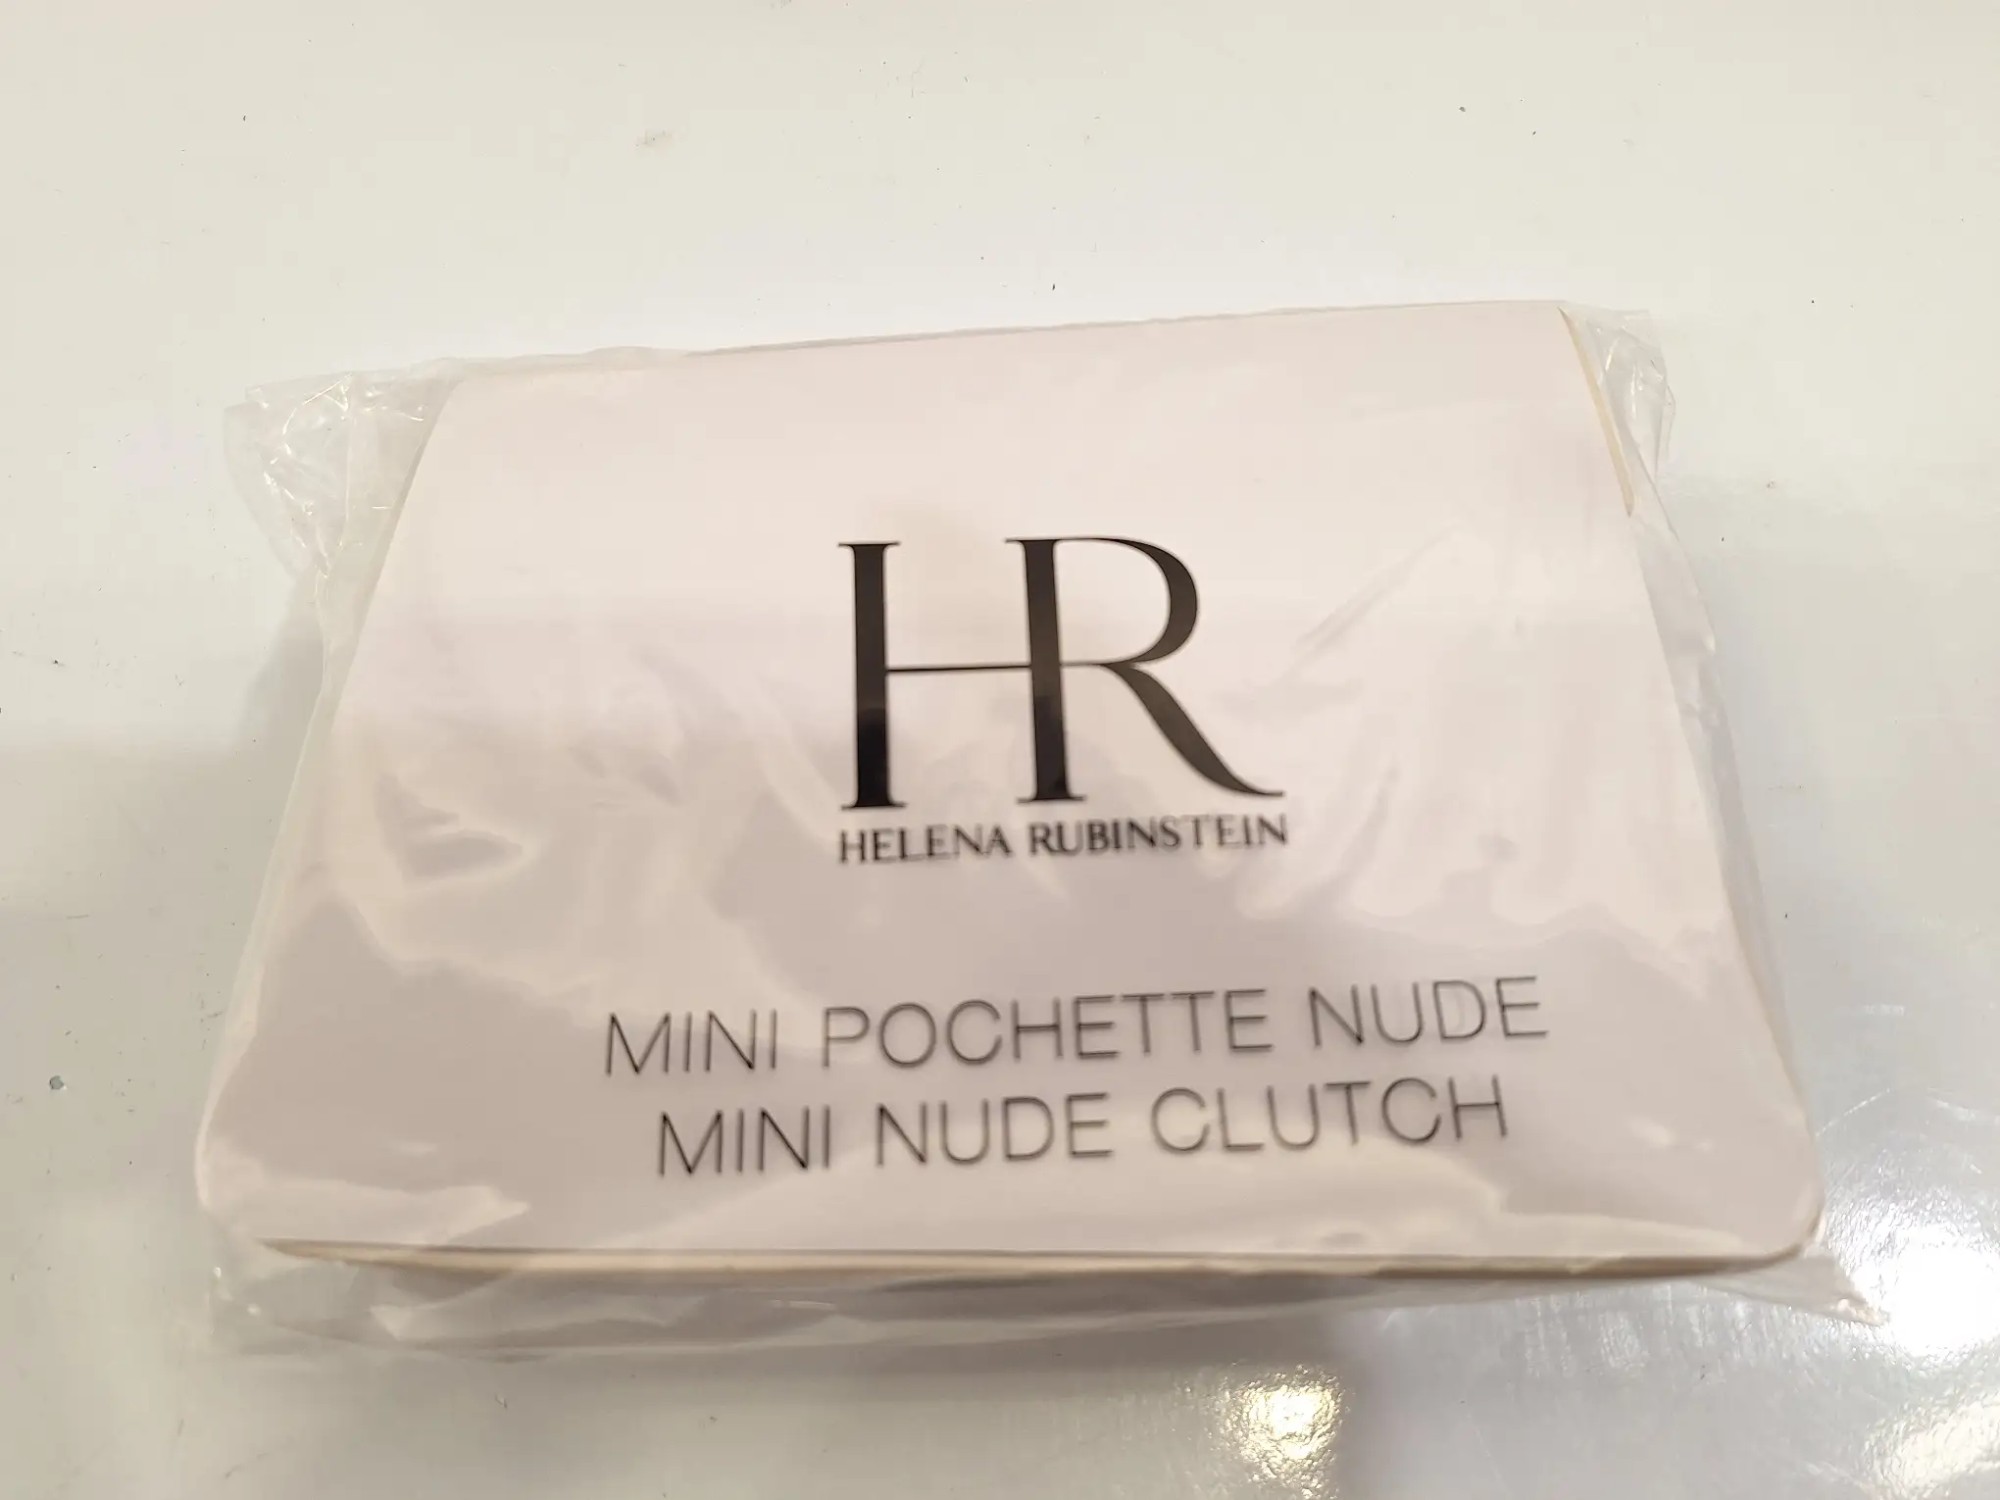 HR
HELENA RUBINSTEIN
MINI POCHETTE NUDE
MINI NUDE CLUTCH